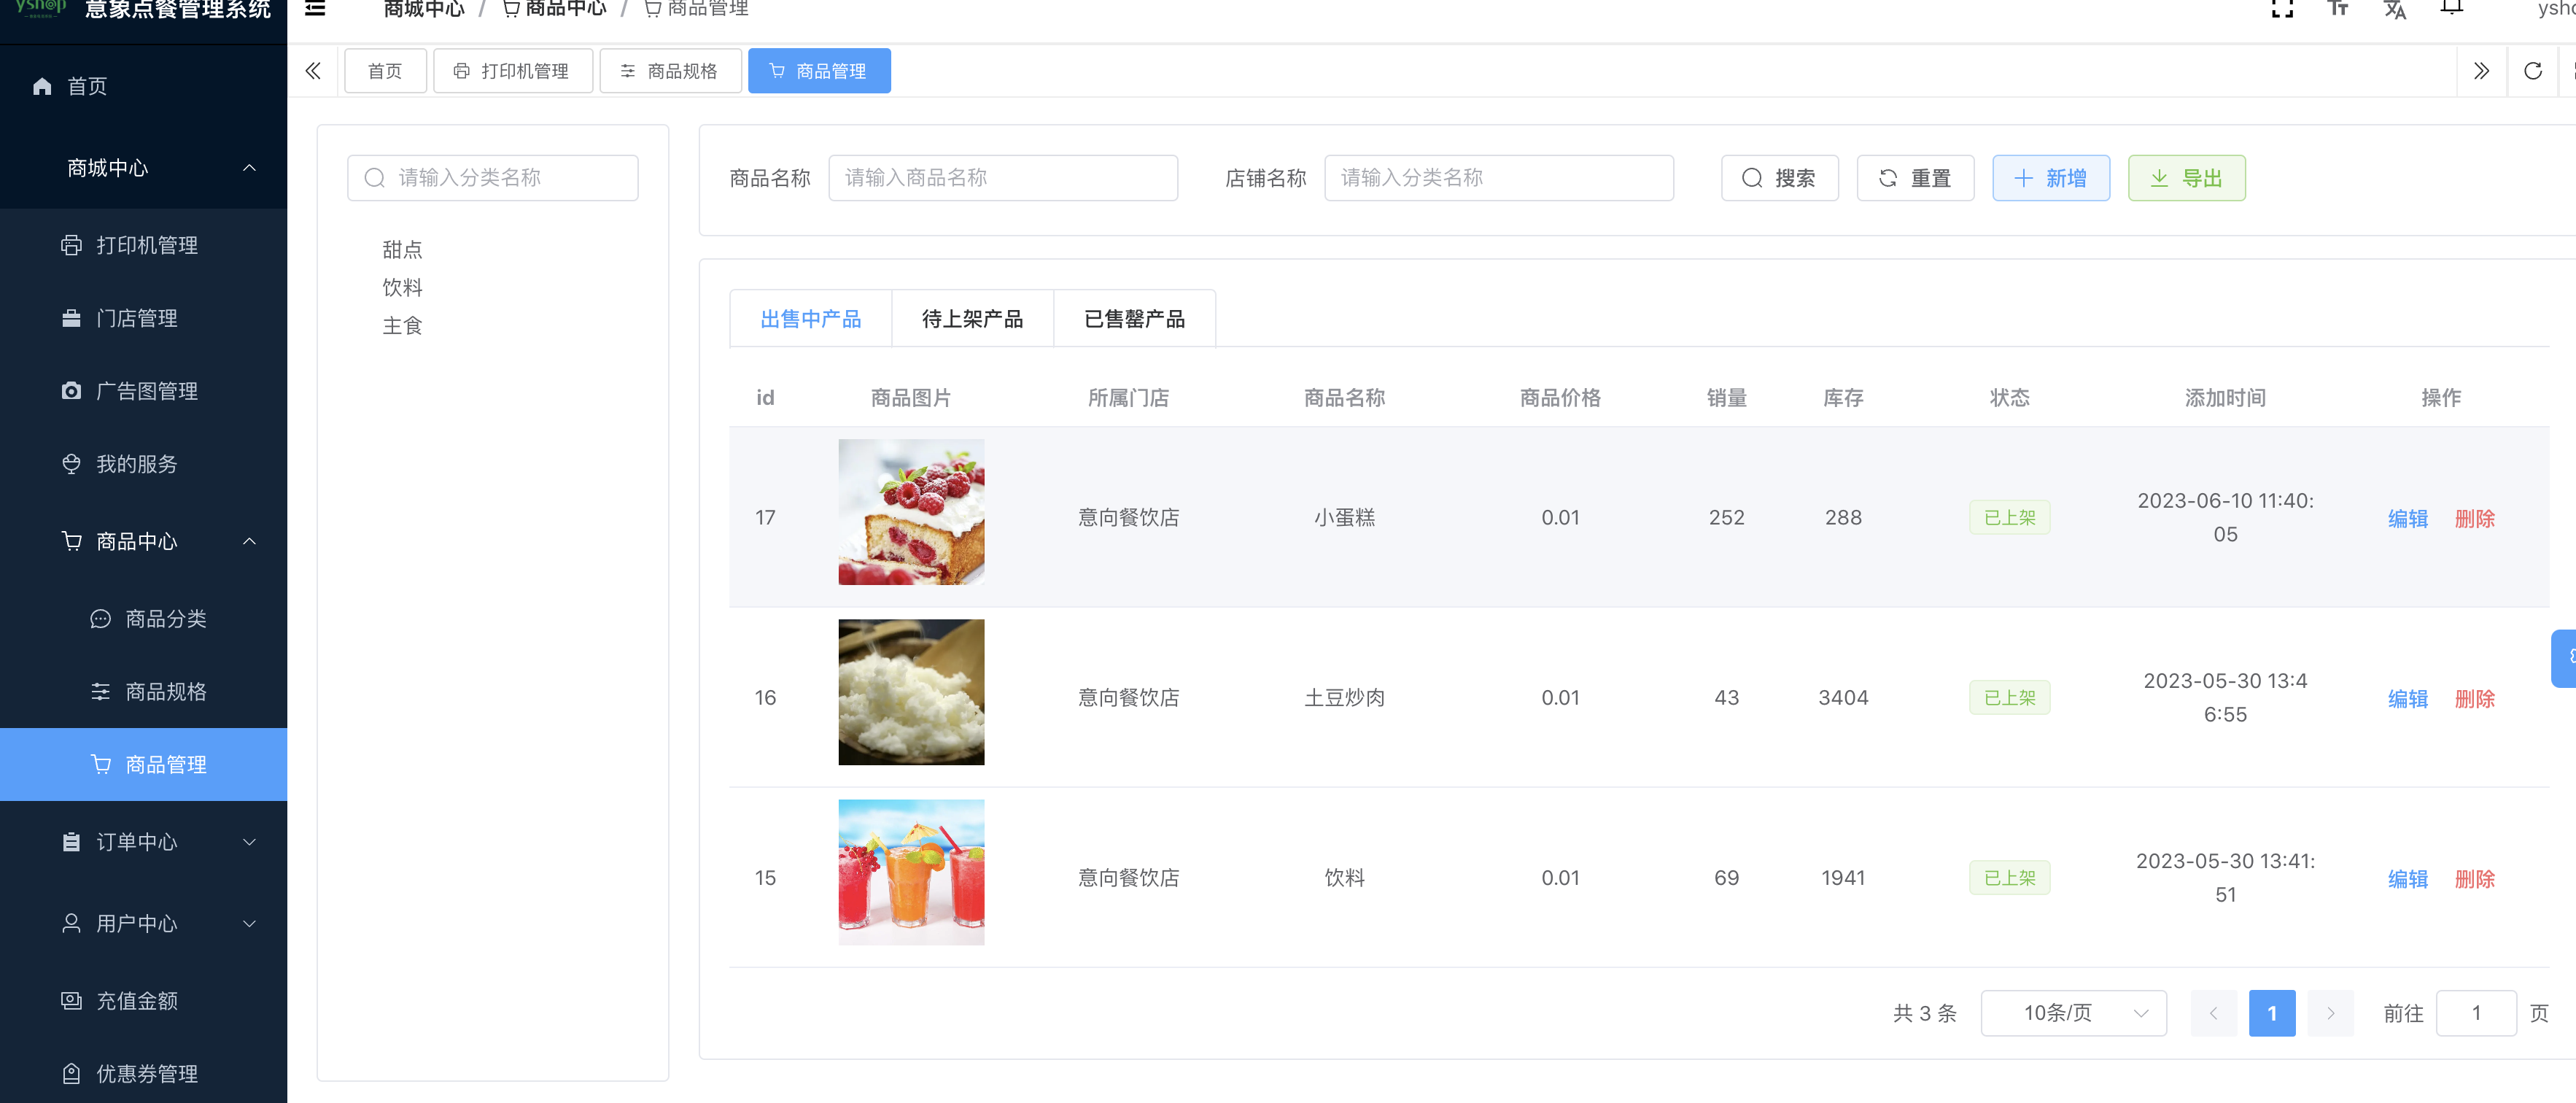 yshop 意象点餐管理系统
首页
商城中心
打印机管理
门店管理
广告图管理
我的服务
商品中心
商品分类
商品规格
商品管理
订单中心
用户中心
充值金额
优惠券管理
商城中心 / 商品中心 / 商品管理
首页 打印机管理 商品规格 商品管理
请输入分类名称
甜点
饮料
主食
商品名称 请输入商品名称 店铺名称 请输入分类名称 搜索 重置 新增 导出
出售中产品 待上架产品 已售罄产品
id 商品图片 所属门店 商品名称 商品价格 销量 库存 状态 添加时间 操作
17 意向餐饮店 小蛋糕 0.01 252 288 已上架 2023-06-10 11:40:
05 编辑 删除
16 意向餐饮店 土豆炒肉 0.01 43 3404 已上架 2023-05-30 13:4
6:55 编辑 删除
15 意向餐饮店 饮料 0.01 69 1941 已上架 2023-05-30 13:41:
51 编辑 删除
共 3 条 10条/页 1 前往 1 页